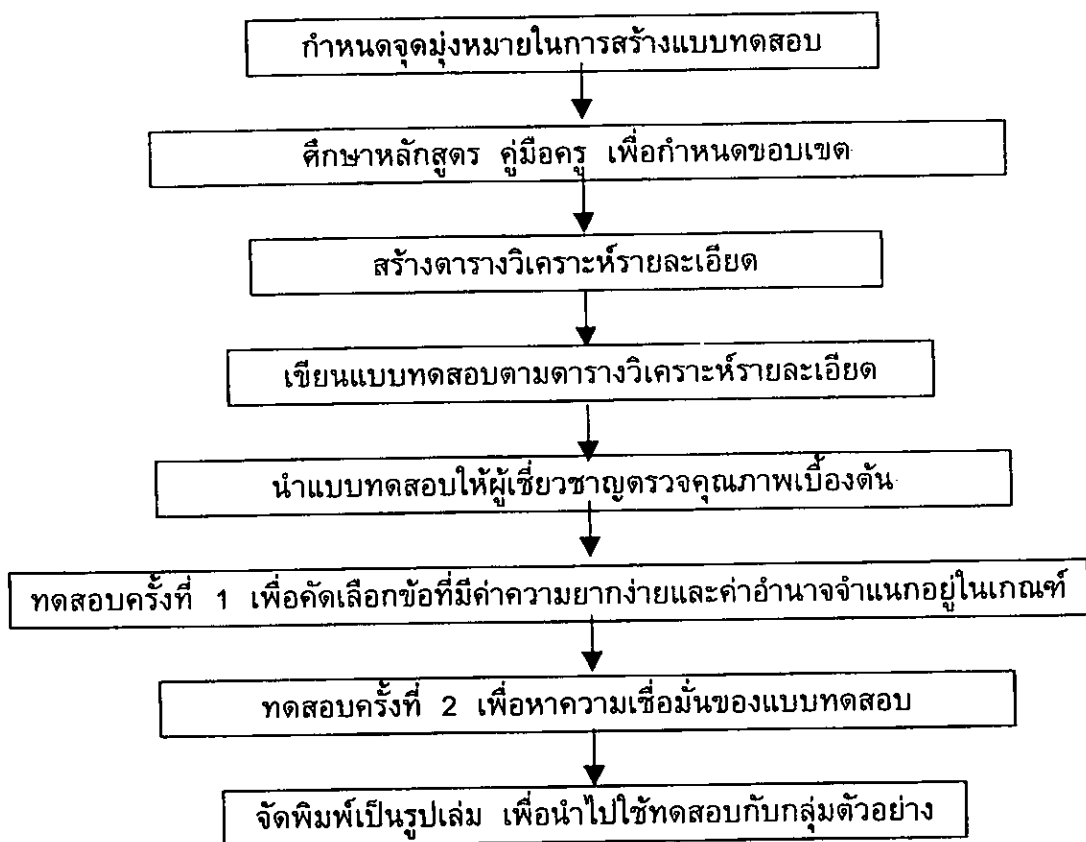 กำหนดจุดมุ่งหมายในการสร้างแบบทดสอบ
ศึกษาหลักสูตร คู่มือครู เพื่อกำหนดขอบเขต
สร้างตารางวิเคราะห์รายละเอียด
เขียนแบบทดสอบตามตารางวิเคราะห์รายละเอียด
นำแบบทดสอบให้ผู้เชี่ยวชาญตรวจคุณภาพเบื้องต้น
ทดสอบครั้งที่ 1 เพื่อคัดเลือกข้อที่มีค่าความยากง่ายและค่าอำนาจจำแนกอยู่ในเกณฑ์
ทดสอบครั้งที่ 2 เพื่อหาความเชื่อมั่นของแบบทดสอบ
จัดพิมพ์เป็นรูปเล่ม เพื่อนำไปใช้ทดสอบกับกลุ่มตัวอย่าง